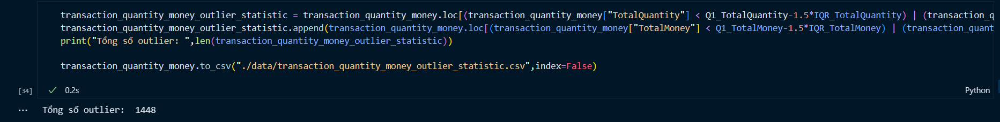 transaction_quantity_money_outlier_statistic = transaction_quantity_money.loc[(transaction_quantity_money["TotalQuantity"] < Q1_TotalQuantity-1.5*IQR_TotalQuantity) | (transaction_q
transaction_quantity_money_outlier_statistic.append(transaction_quantity_money.loc[(transaction_quantity_money["TotalMoney"] < Q1_TotalMoney-1.5*IQR_TotalMoney) | (transaction_quant
print("Tổng số outlier: ",len(transaction_quantity_money_outlier_statistic))
transaction_quantity_money.to_csv("./data/transaction_quantity_money_outlier_statistic.csv",index=False)
[34] ✓ 0.2s Python
... Tổng số outlier:  1448